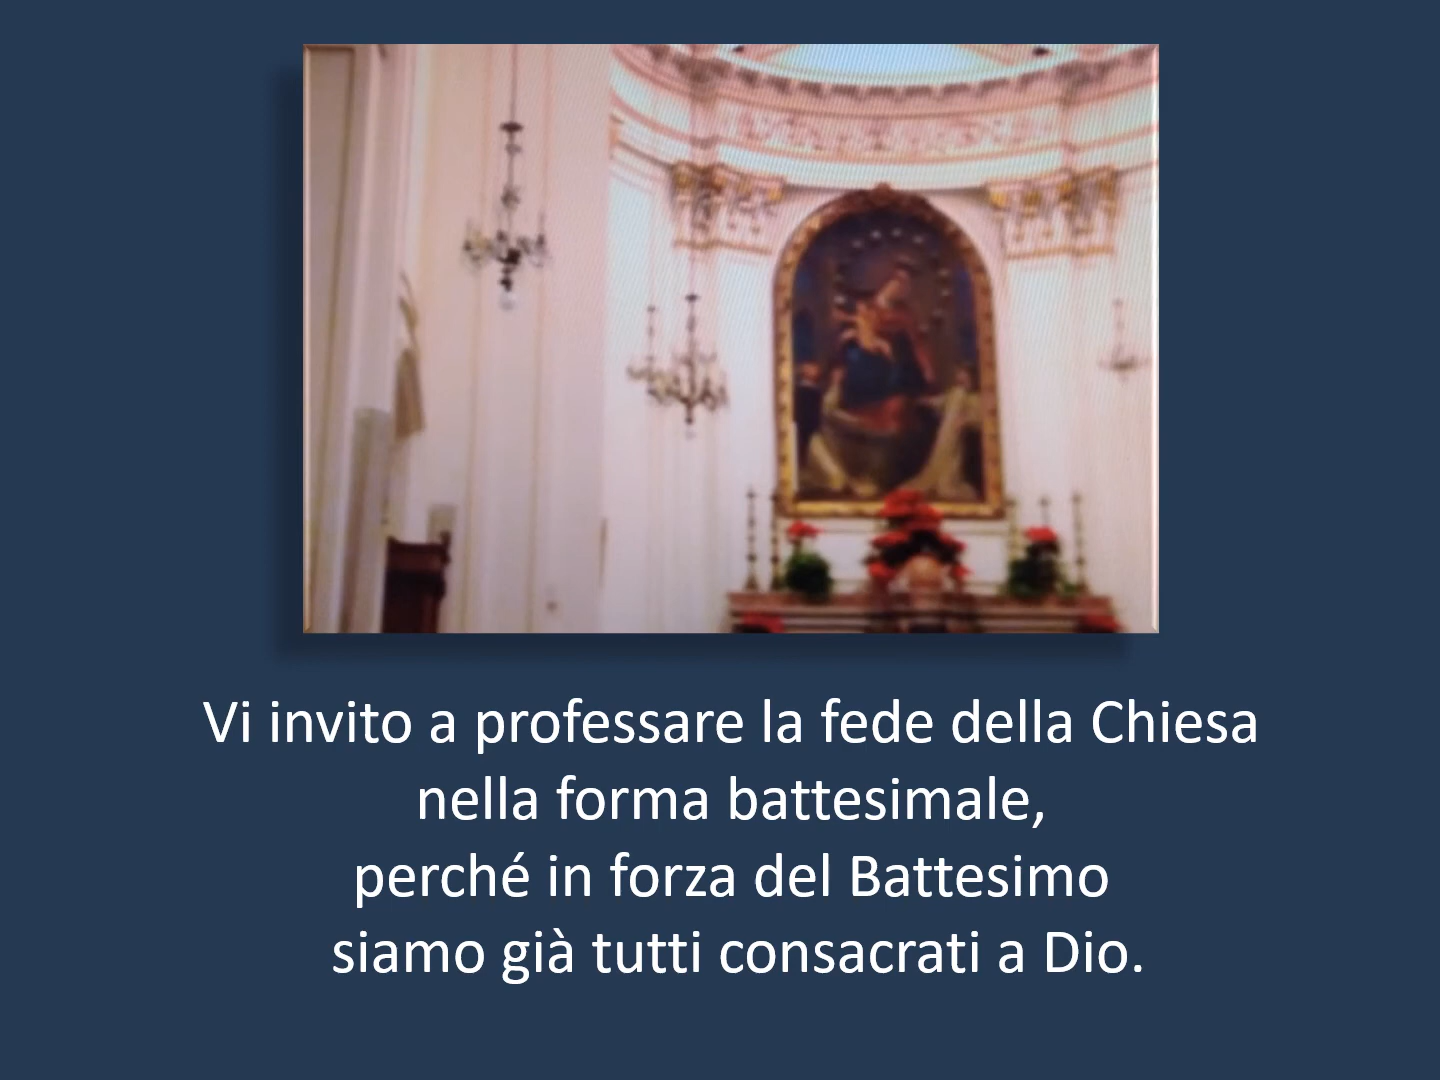 Vi invito a professare la fede della Chiesa
nella forma battesimale,
perché in forza del Battesimo
siamo già tutti consacrati a Dio.